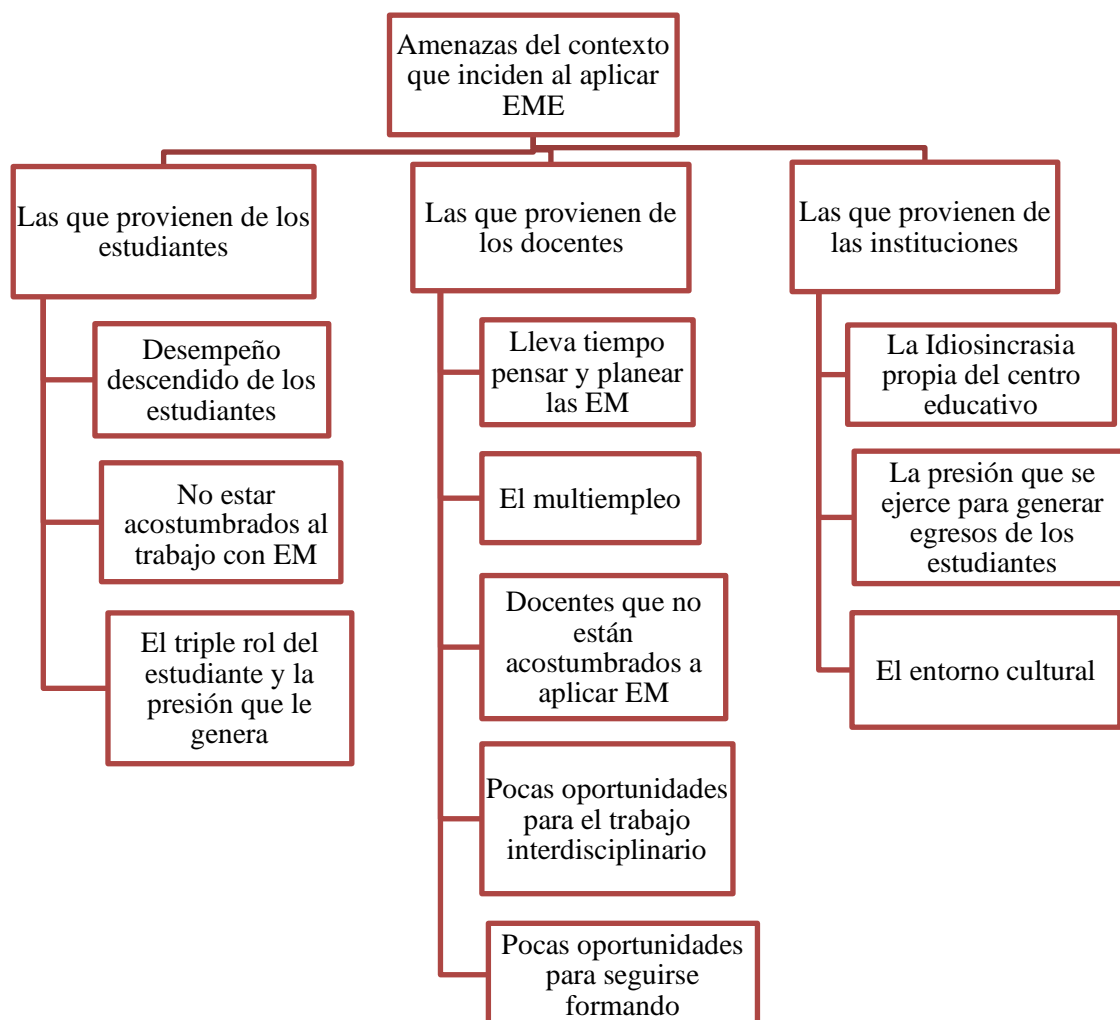 Amenazas del contexto
que inciden al aplicar
EME
Las que provienen de los
estudiantes
Desempeño
descendido de los
estudiantes
No estar
acostumbrados al
trabajo con EM
El triple rol del
estudiante y la
presión que le
genera
Las que provienen de
los docentes
Lleva tiempo
pensar y planear
las EM
El multiempleo
Docentes que no
están
acostumbrados a
aplicar EM
Pocas oportunidades
para el trabajo
interdisciplinario
Pocas oportunidades
para seguirse
formando
Las que provienen de
las instituciones
La Idiosincrasia
propia del centro
educativo
La presión que se
ejerce para generar
egresos de los
estudiantes
El entorno cultural